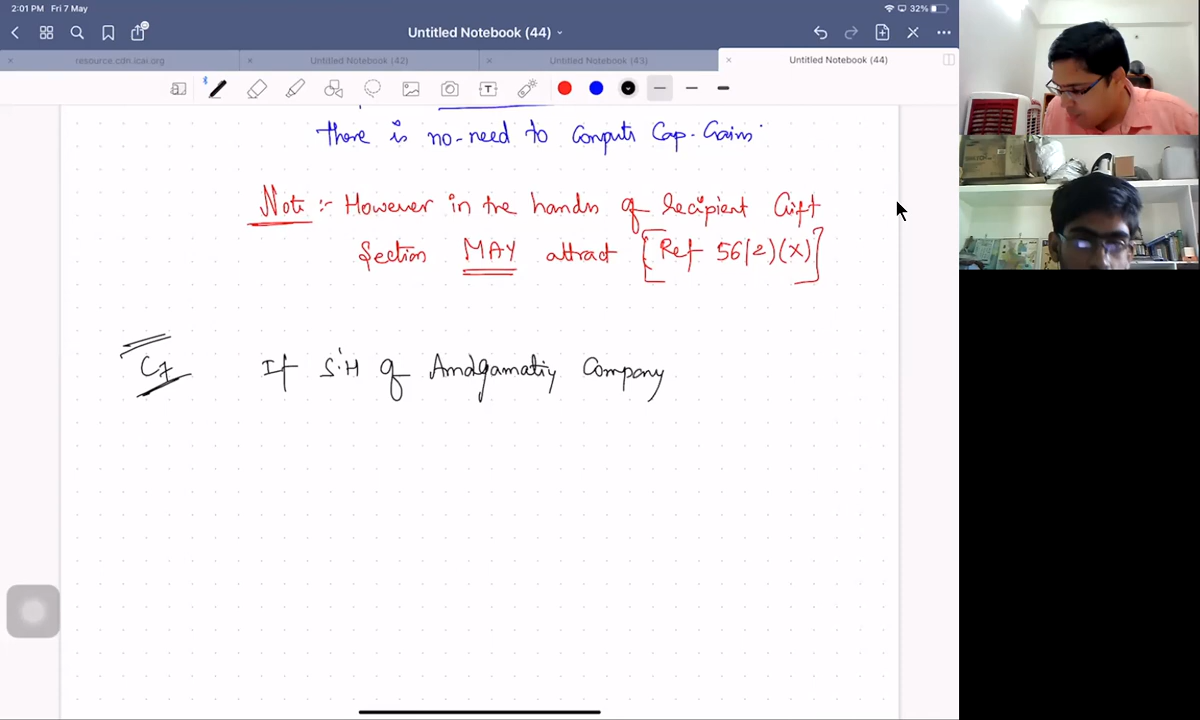 2:01 PM Fri 7 May
32%
Untitled Notebook (44)
resource.cdn.icai.org
Untitled Notebook (42)
Untitled Notebook (43)
Untitled Notebook (44)
there is no-need to compute Cap. Gains.
Note :- However in the hands of Recipient Gift
Section MAY attract [Ref 56(2)(x)]
C7 If S.H of Amalgamating Company